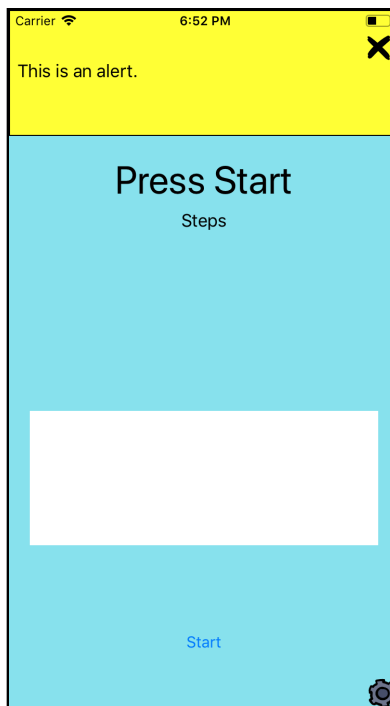 Carrier 6:52 PM
This is an alert.
Press Start
Steps
Start